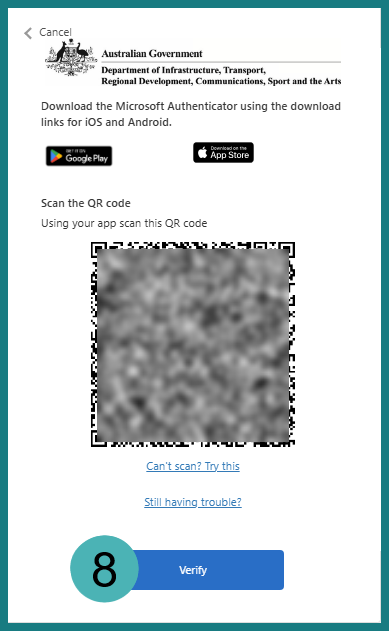 Cancel
Australian Government
Department of Infrastructure, Transport,
Regional Development, Communications, Sport and the Arts
Download the Microsoft Authenticator using the download
links for iOS and Android.
GET IT ON
Google Play
Download on the
App Store
Scan the QR code
Using your app scan this QR code
Can't scan? Try this
Still having trouble?
8
Verify